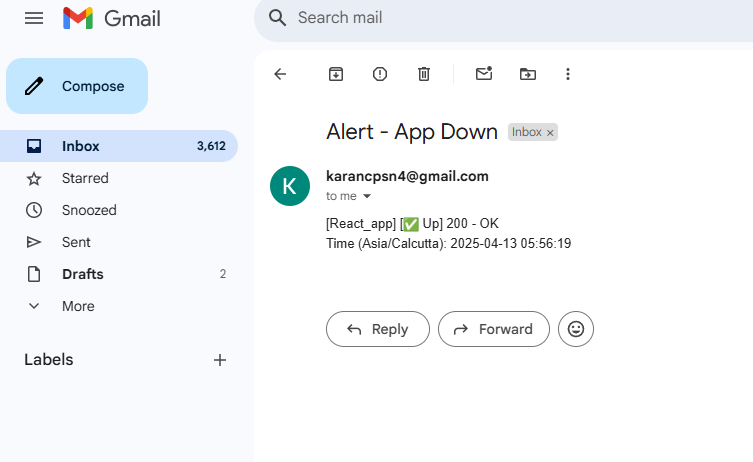 Gmail
Search mail
Compose
Inbox 3,612
Starred
Snoozed
Sent
Drafts 2
More
Labels
Alert - App Down Inbox ×
K
karancpsn4@gmail.com
to me
[React_app] [✅ Up] 200 - OK
Time (Asia/Calcutta): 2025-04-13 05:56:19
Reply Forward